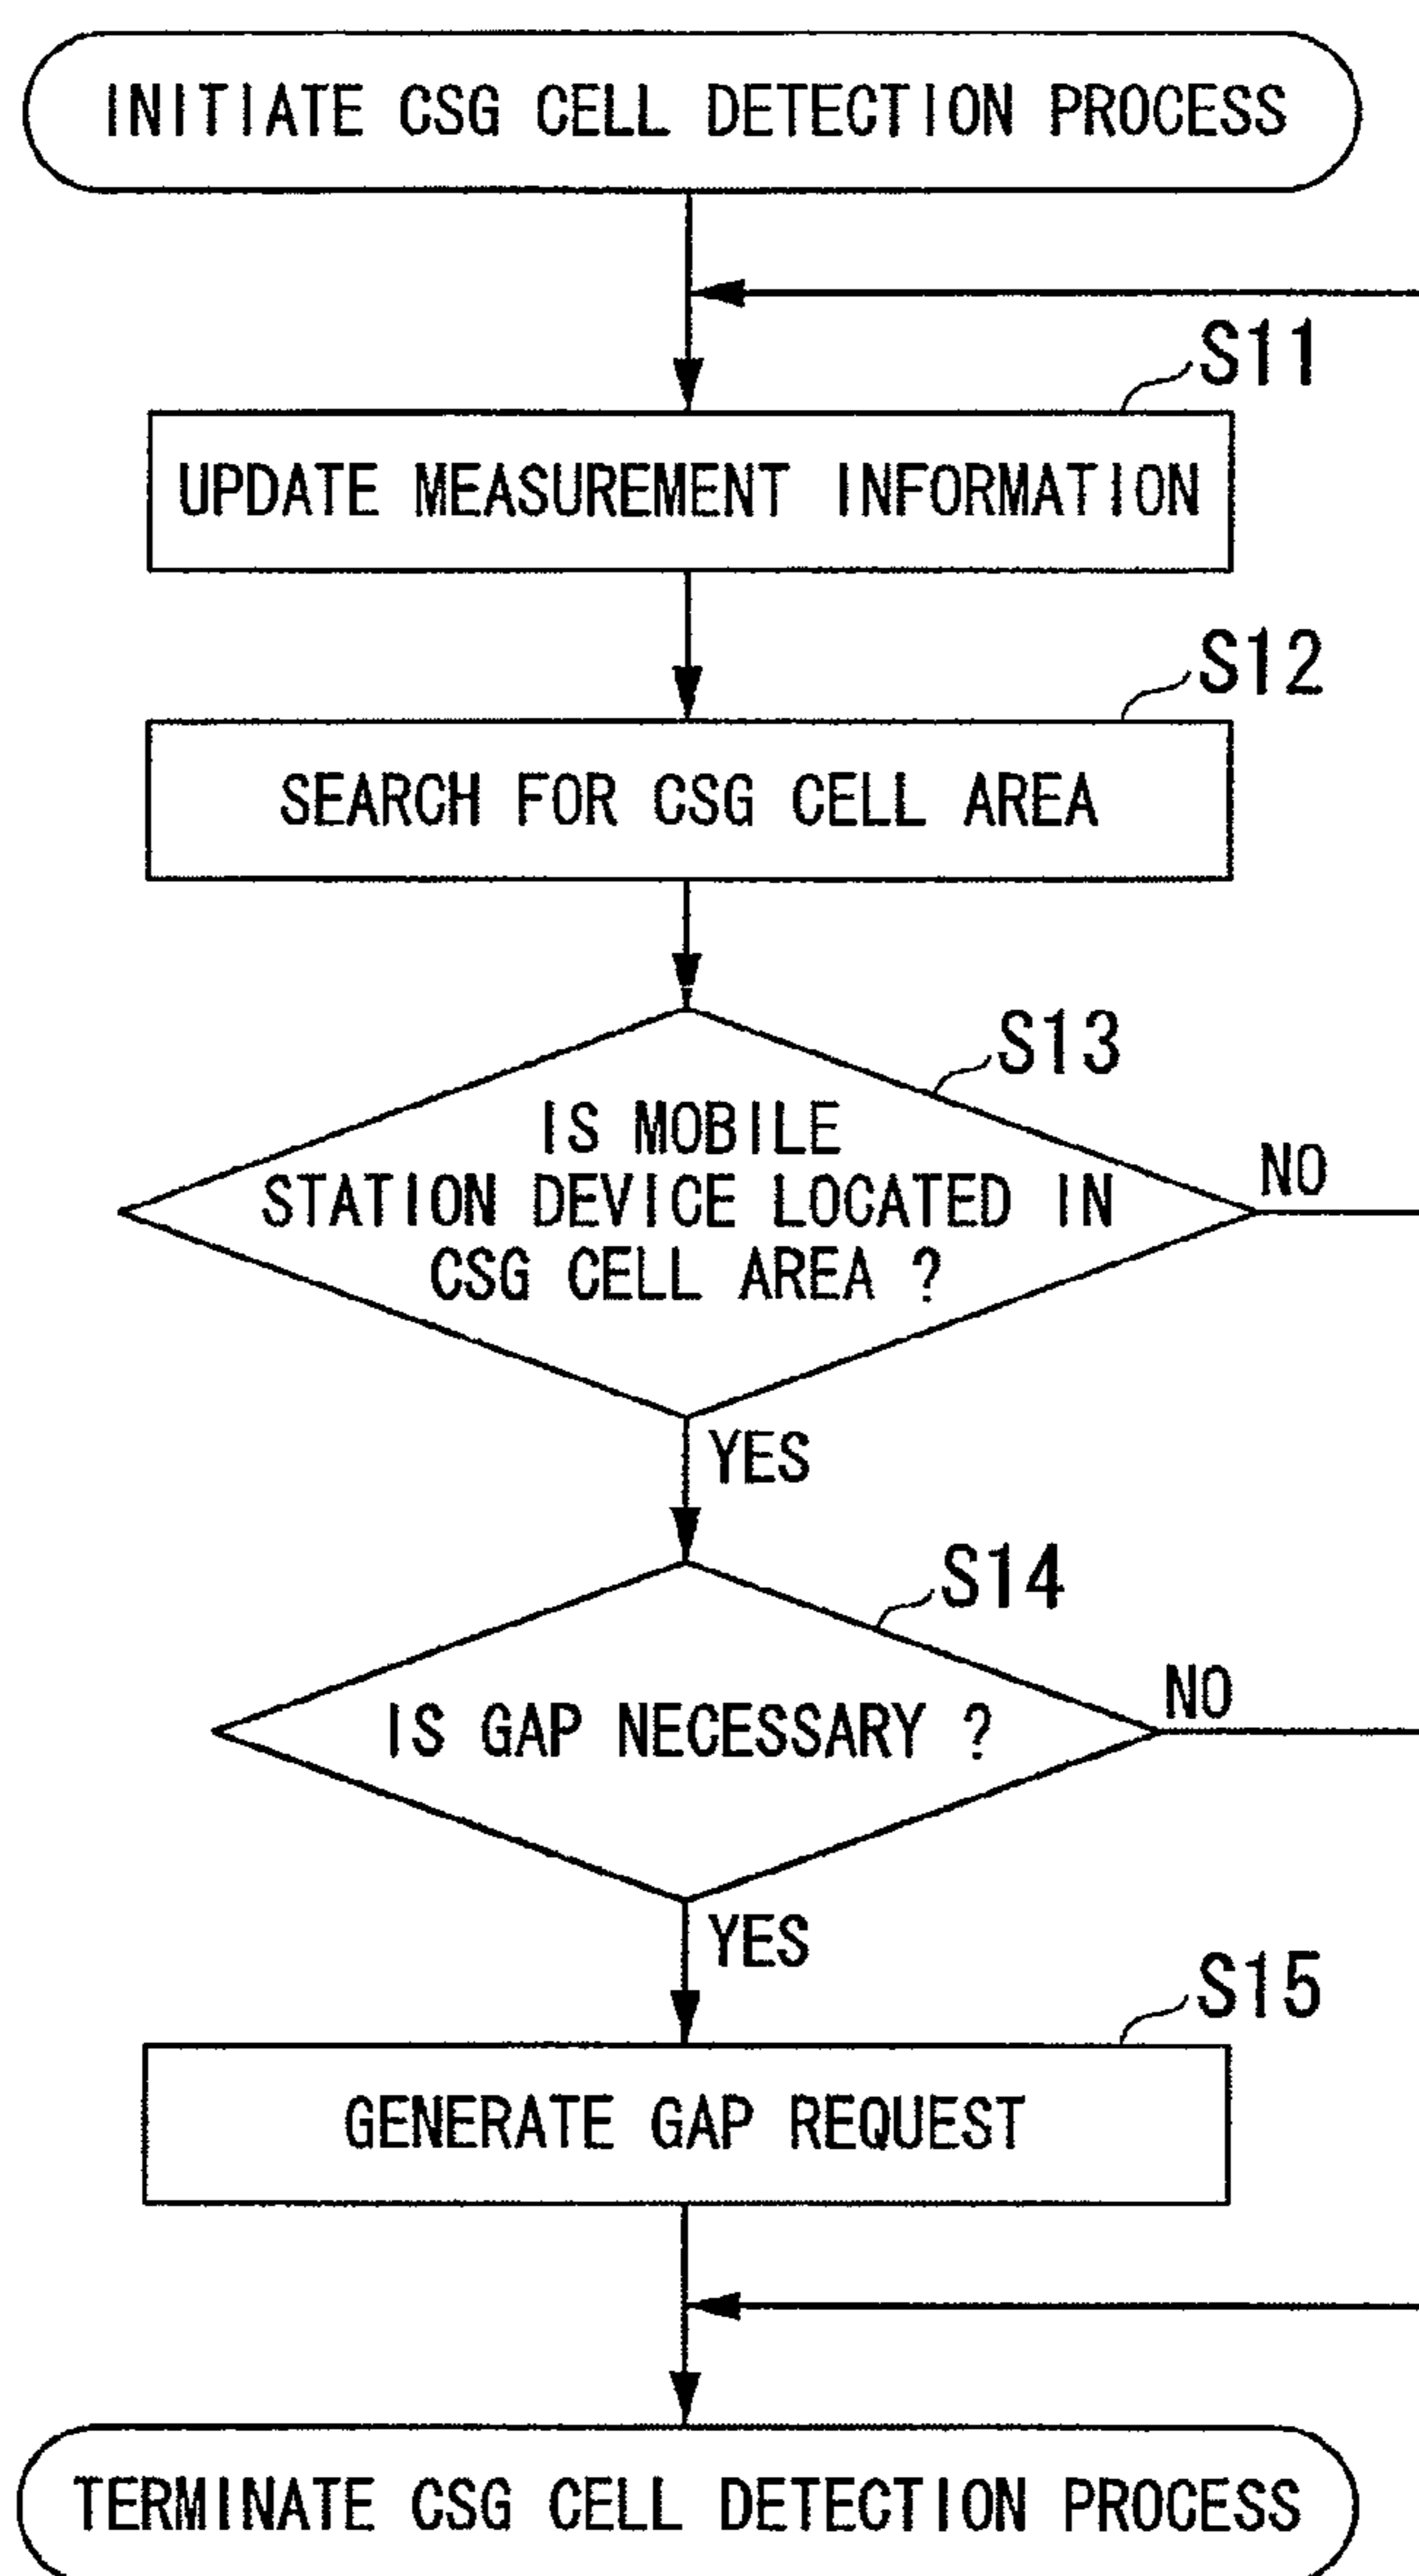 INITIATE CSG CELL DETECTION PROCESS
S11
UPDATE MEASUREMENT INFORMATION
S12
SEARCH FOR CSG CELL AREA
S13
IS MOBILE
STATION DEVICE LOCATED IN
CSG CELL AREA ?
NO
YES
S14
IS GAP NECESSARY ?
NO
YES
S15
GENERATE GAP REQUEST
TERMINATE CSG CELL DETECTION PROCESS